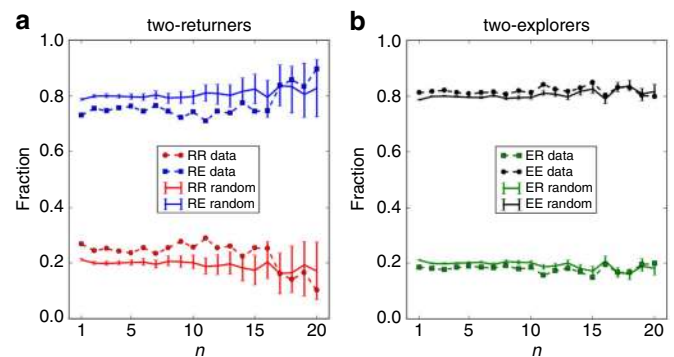 a
two-returners
1.0
0.8
0.6
0.4
0.2
0.0
Fraction
RR data
RE data
RR random
RE random
1
5
10
15
20
n
b
two-explorers
1.0
0.8
0.6
0.4
0.2
0.0
Fraction
ER data
EE data
ER random
EE random
1
5
10
15
20
n